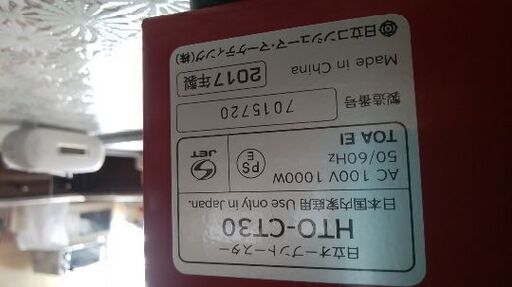 日立オーブントースター
HTO-CT30
日本国内家庭用 Use only in Japan.
AC 100V 1000W
50/60Hz
TOA EI
PS
E
S
JET
製造番号 7015720
Made in China 2017年製
日立コンシューマ・マーケティング(株)